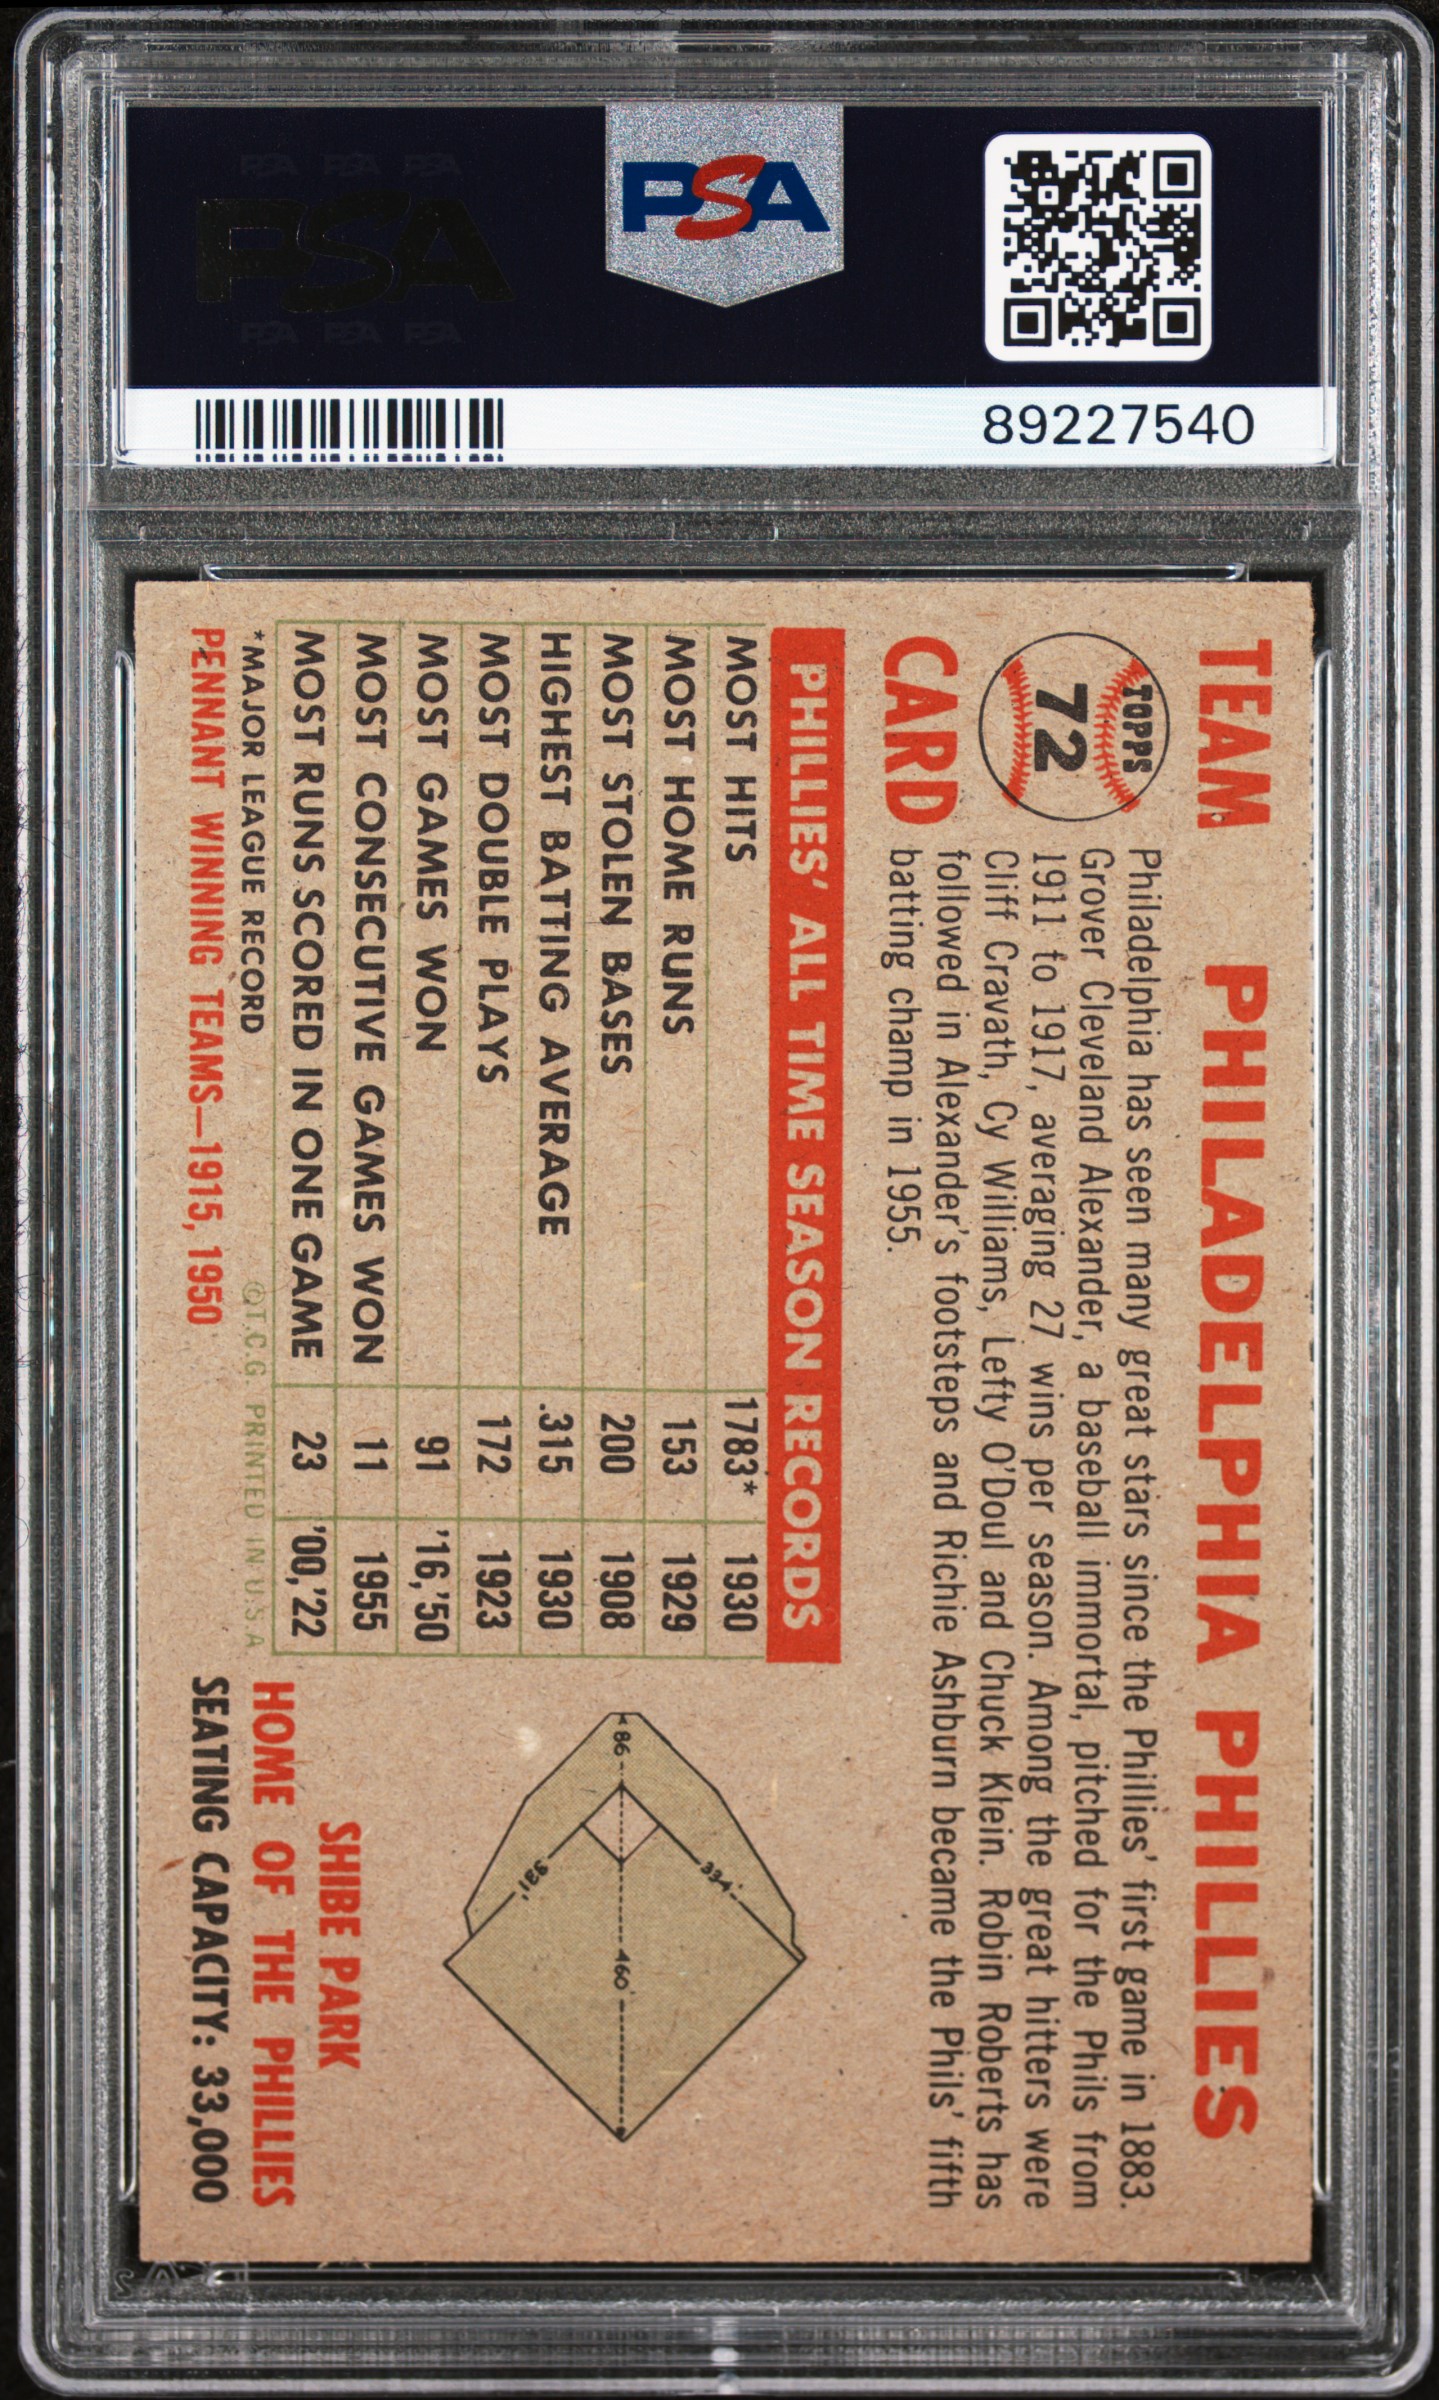 PSA PSA PSA
PSA
PSA PSA PSA
PSA
89227540
TEAM
TOPPS
72
CARD
PHILADELPHIA PHILLIES
Philadelphia has seen many great stars since the Phillies' first game in 1883.
Grover Cleveland Alexander, a baseball immortal, pitched for the Phils from
1911 to 1917, averaging 27 wins per season. Among the great hitters were
Cliff Cravath, Cy Williams, Lefty O'Doul and Chuck Klein. Robin Roberts has
followed in Alexander's footsteps and Richie Ashburn became the Phils' fifth
batting champ in 1955.
PHILLIES' ALL TIME SEASON RECORDS
MOST HITS 1783* 1930
MOST HOME RUNS 153 1929
MOST STOLEN BASES 200 1908
HIGHEST BATTING AVERAGE .315 1930
MOST DOUBLE PLAYS 172 1923
MOST GAMES WON 91 '16,'50
MOST CONSECUTIVE GAMES WON 11 1955
MOST RUNS SCORED IN ONE GAME 23 '00,'22
*MAJOR LEAGUE RECORD
©T.C.G. PRINTED IN U.S.A
PENNANT WINNING TEAMS—1915, 1950
86
334'
460'
SHIBE PARK
HOME OF THE PHILLIES
SEATING CAPACITY: 33,000